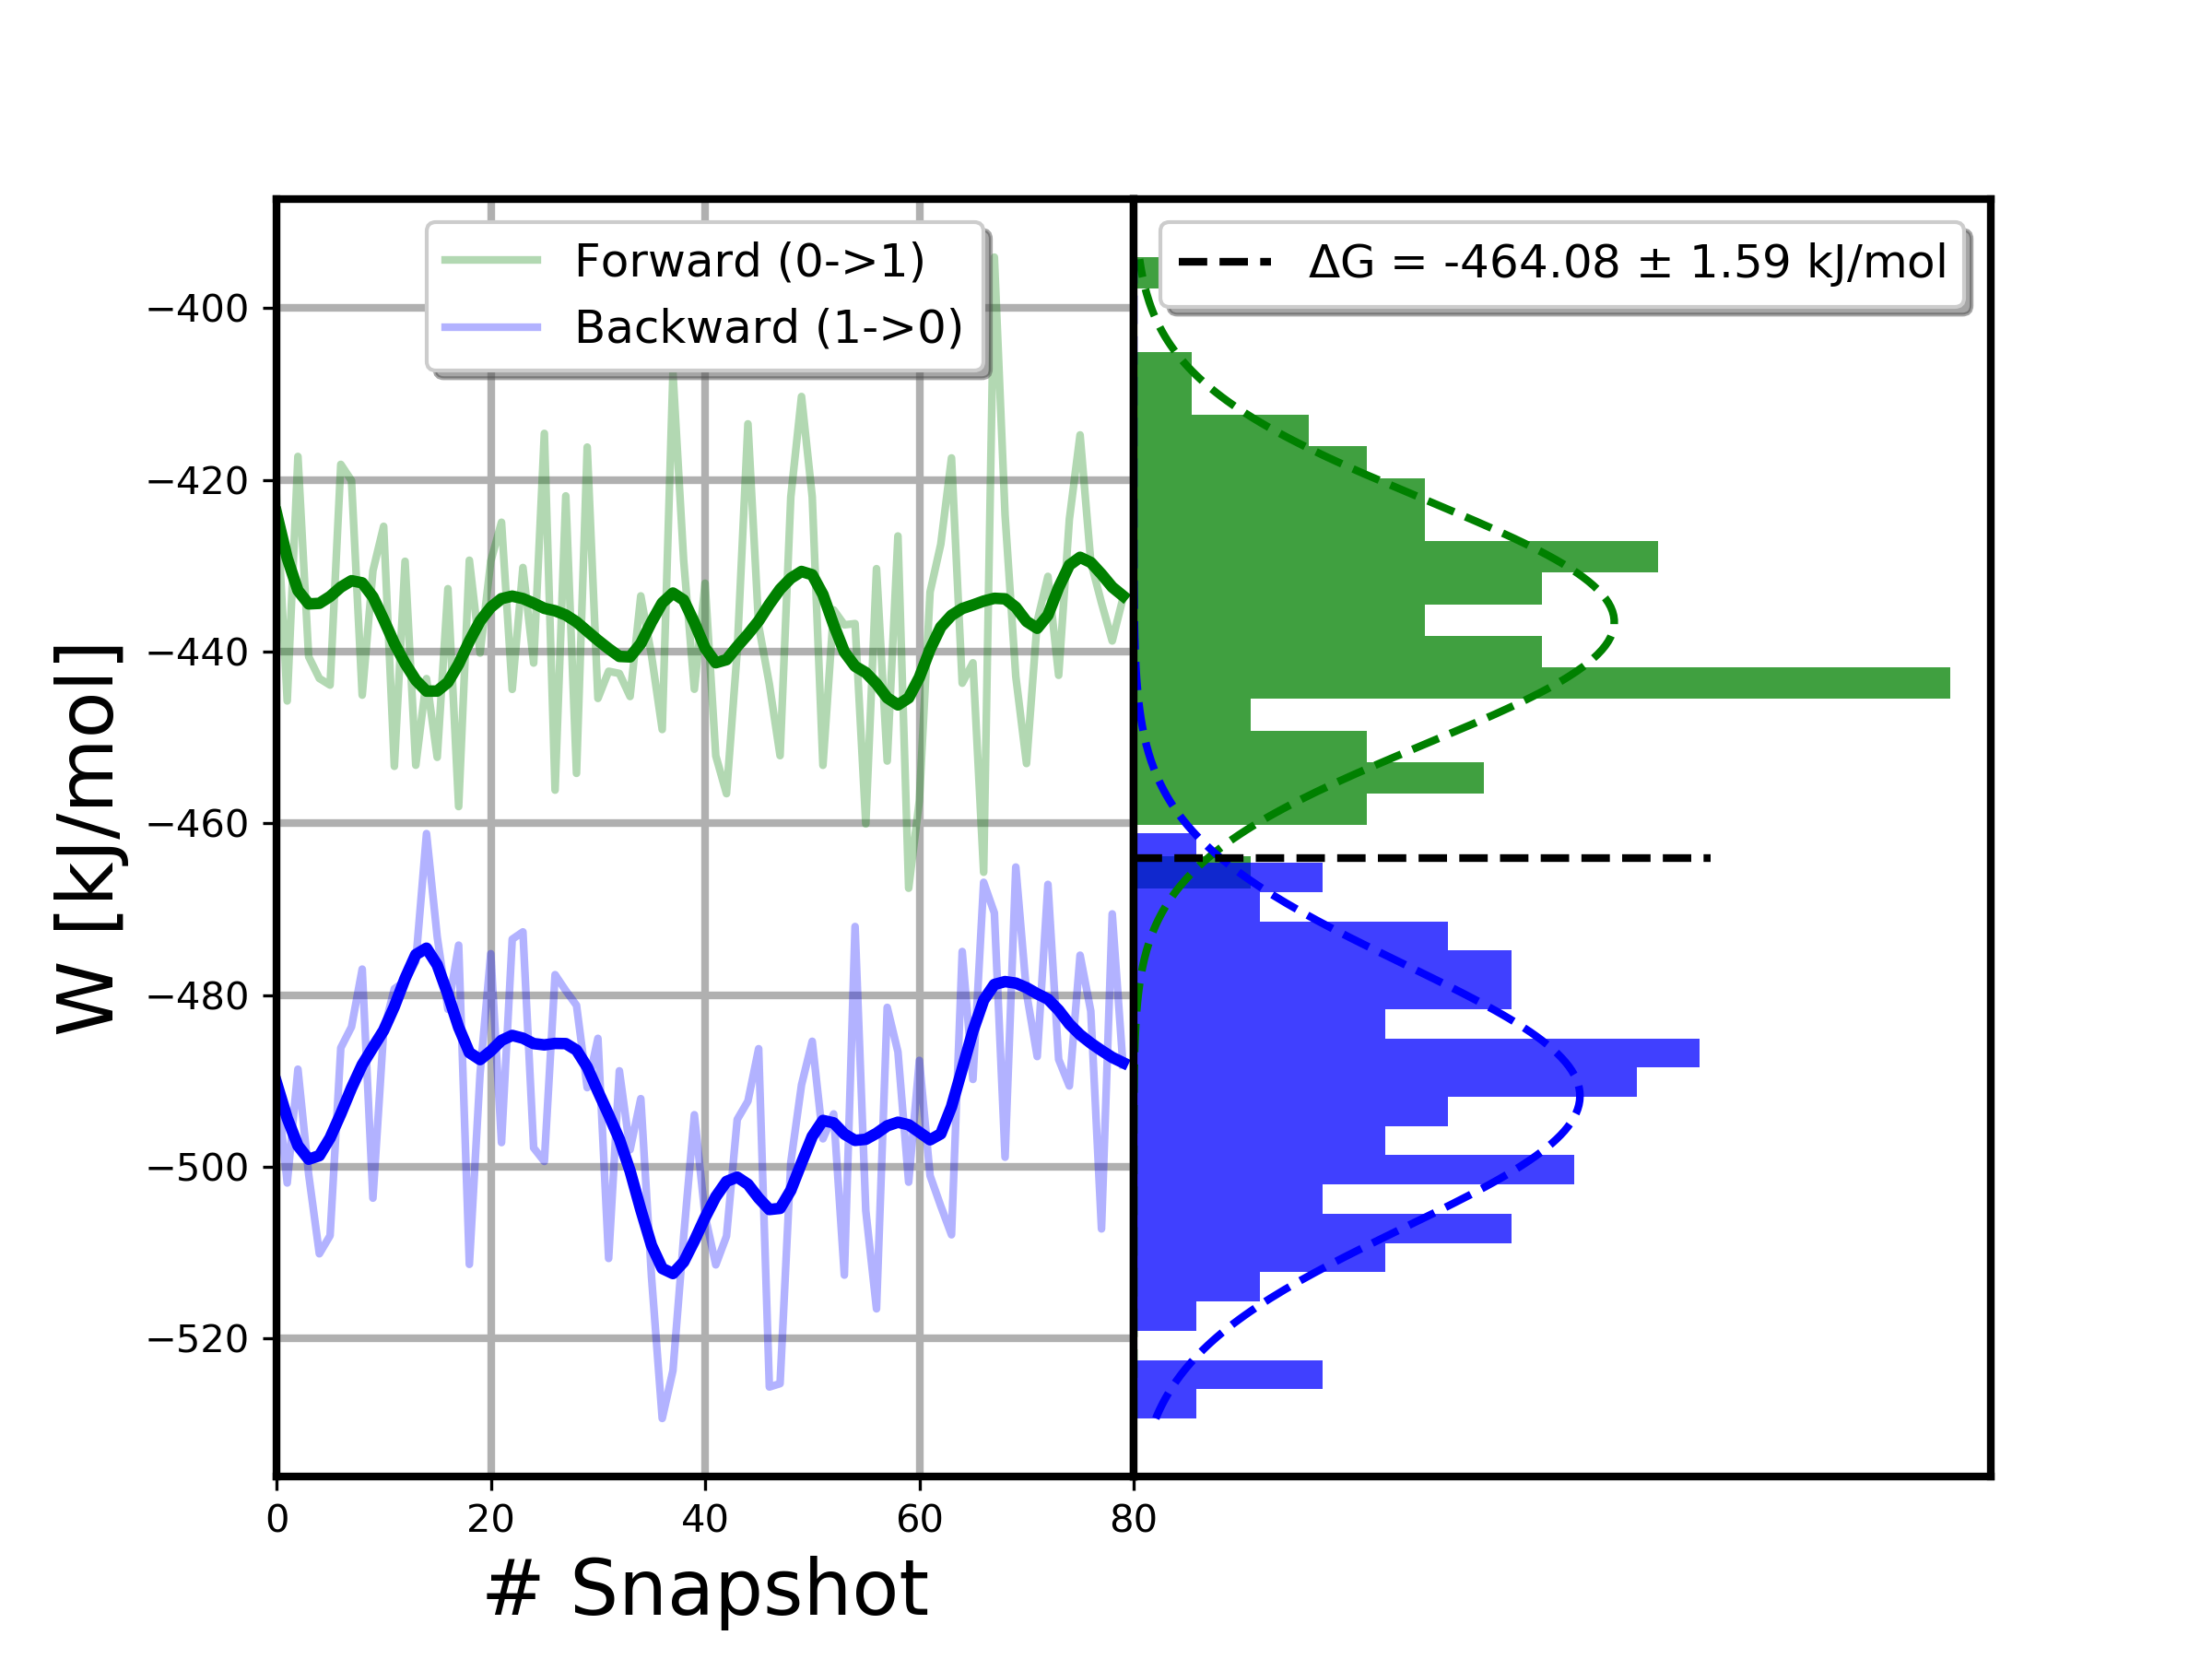 Forward (0->1)
Backward (1->0)
ΔG = -464.08 ± 1.59 kJ/mol
W [kJ/mol]
−400
−420
−440
−460
−480
−500
−520
0 20 40 60 80
# Snapshot